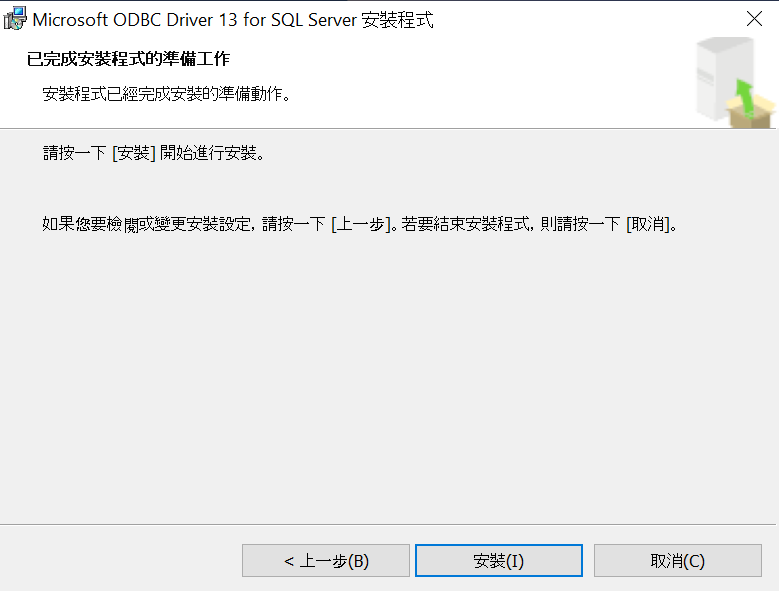 Microsoft ODBC Driver 13 for SQL Server 安裝程式
已完成安裝程式的準備工作
安裝程式已經完成安裝的準備動作。
請按一下 [安裝] 開始進行安裝。
如果您要檢閱或變更安裝設定, 請按一下 [上一步]。若要結束安裝程式, 則請按一下 [取消]。
< 上一步(B)
安裝(I)
取消(C)